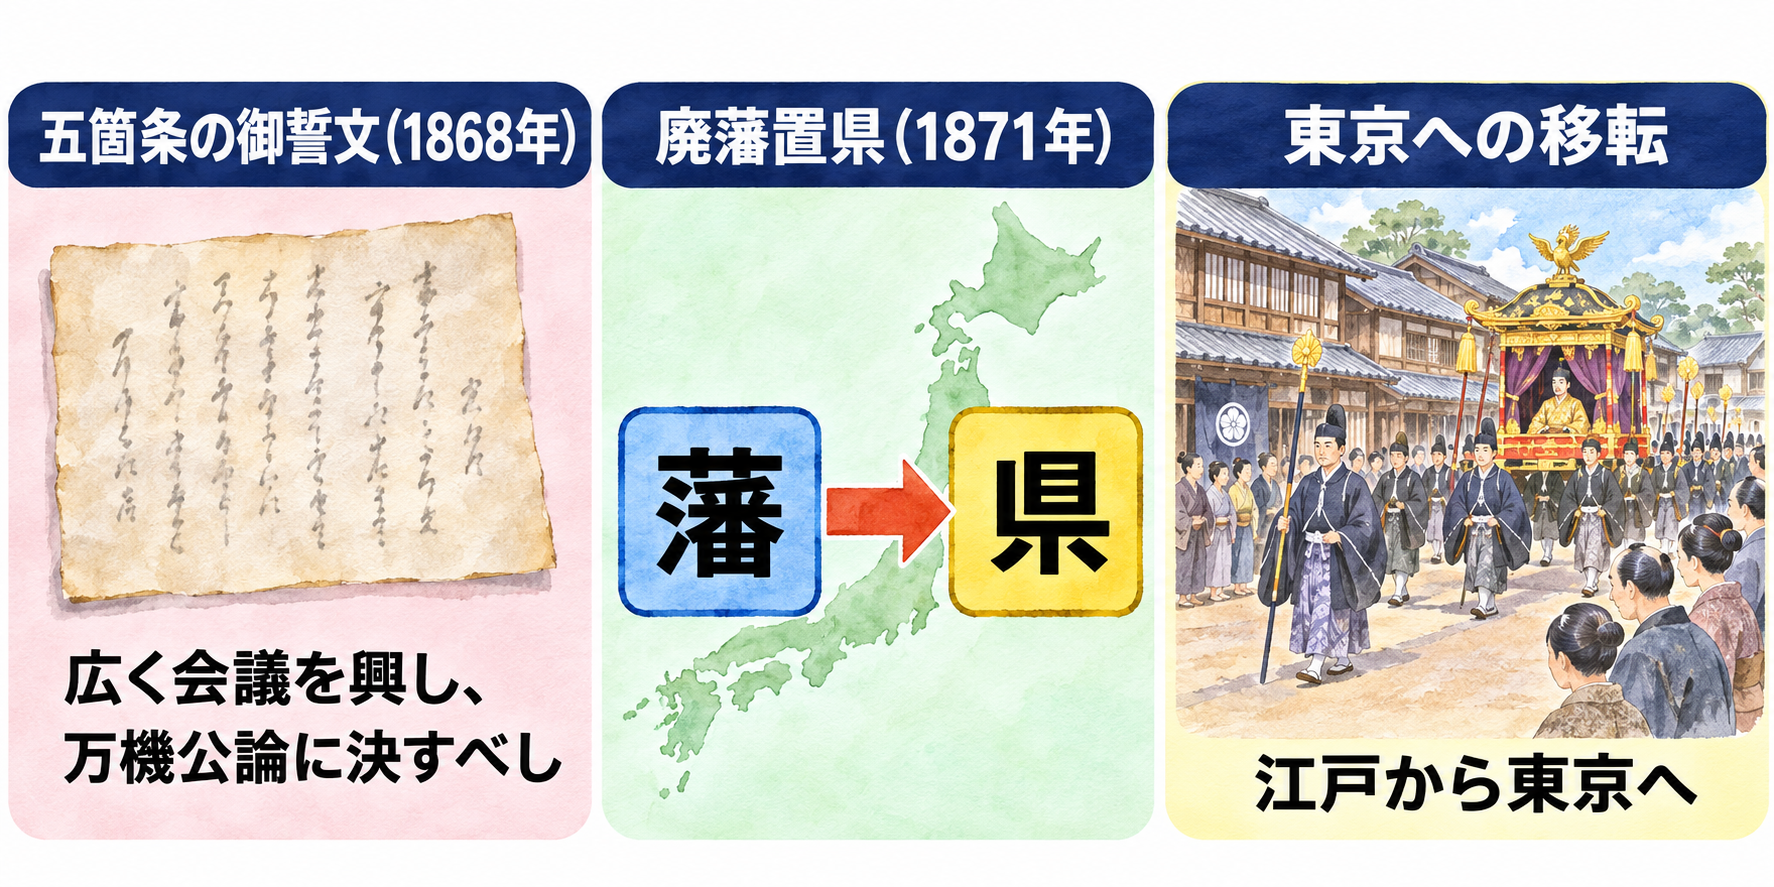 五箇条の御誓文(1868年)
広く会議を興し、
万機公論に決すべし
廃藩置県(1871年)
藩
県
東京への移転
江戸から東京へ